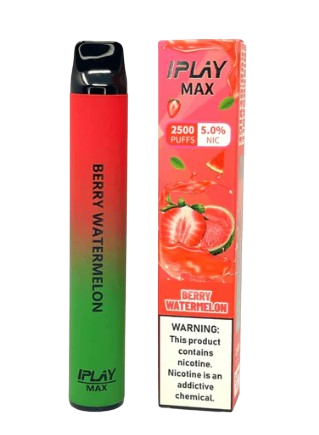 BERRY WATERMELON
IPLAY
MAX
IPLAY
MAX
2500
PUFFS
5.0%
NIC
BERRY
WATERMELON
WARNING:
This product
contains
nicotine.
Nicotine is an
addictive
chemical.